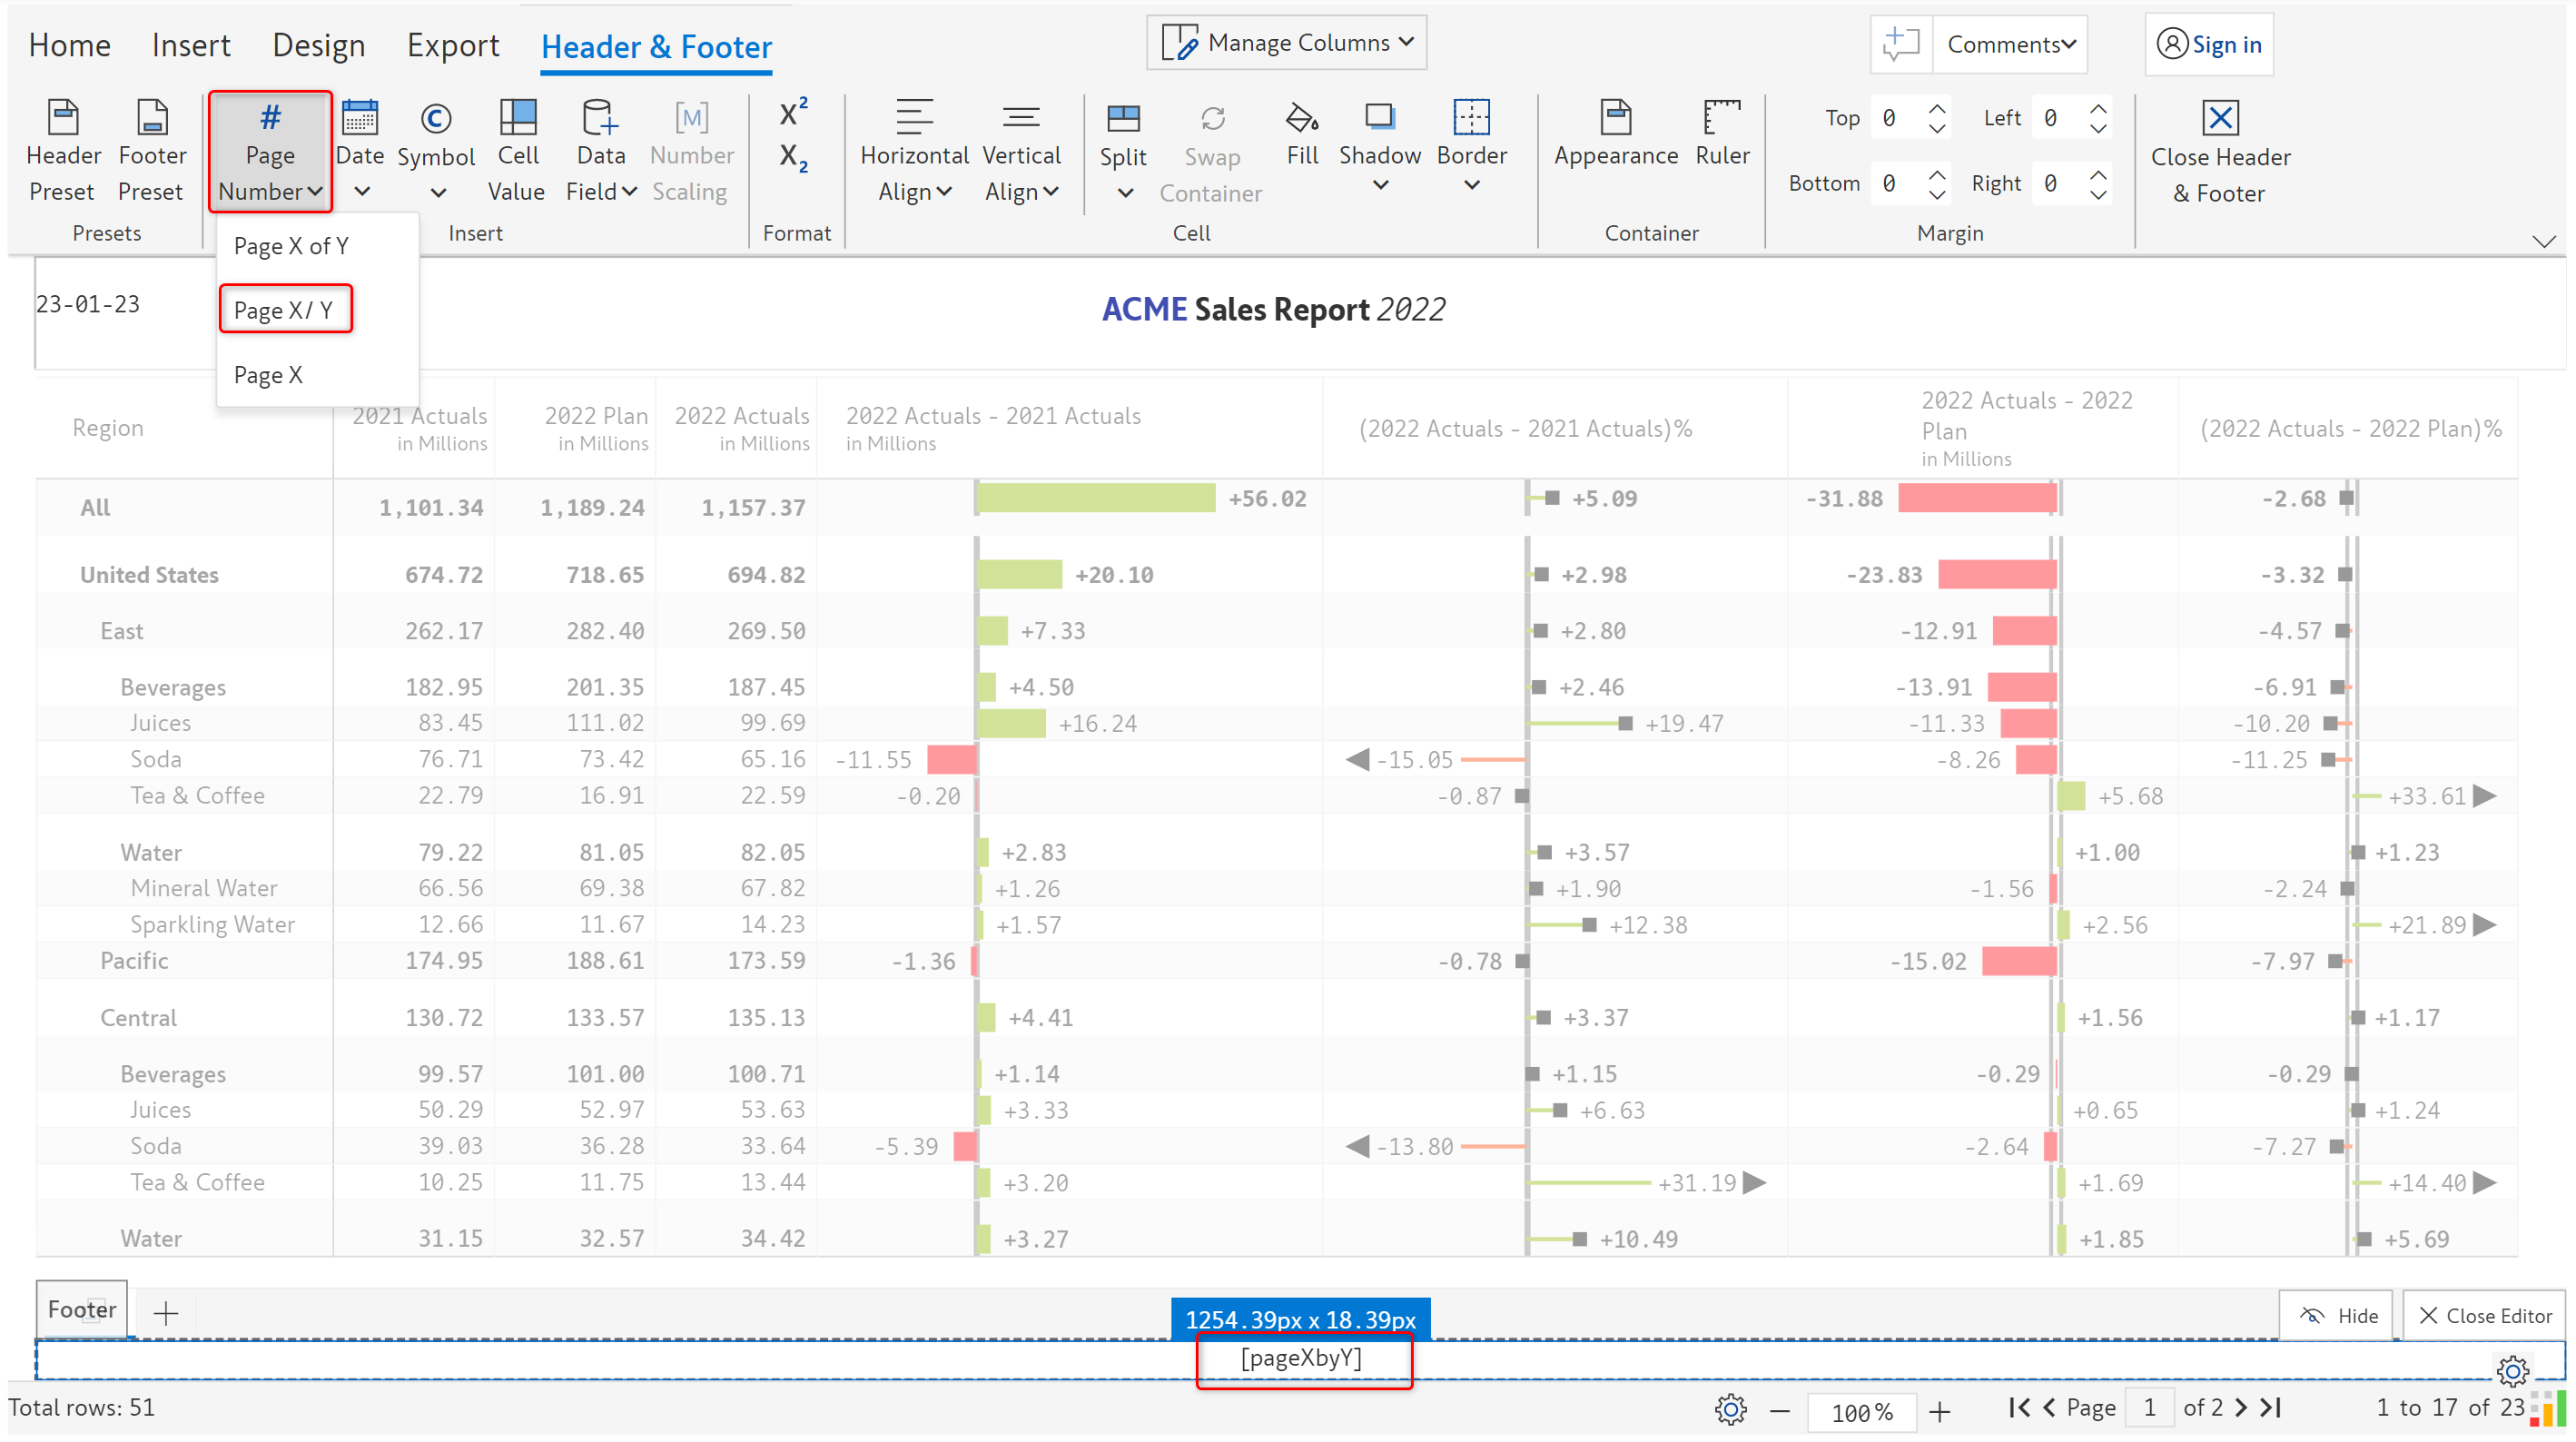 Home Insert Design Export Header & Footer Manage Columns Comments Sign in
Header Preset Footer Preset # Page Number Date Symbol Cell Value Data Field [M] Number Scaling X2 X2 Horizontal Align Vertical Align Split Swap Container Fill Shadow Border Appearance Ruler Top 0 Left 0 Bottom 0 Right 0 Close Header & Footer
Presets Insert Format Cell Container Margin
Page X of Y
Page X/ Y
Page X
23-01-23
ACME Sales Report 2022
Region 2021 Actuals in Millions 2022 Plan in Millions 2022 Actuals in Millions 2022 Actuals - 2021 Actuals in Millions (2022 Actuals - 2021 Actuals)% 2022 Actuals - 2022 Plan in Millions (2022 Actuals - 2022 Plan)%
All 1,101.34 1,189.24 1,157.37 +56.02 +5.09 -31.88 -2.68
United States 674.72 718.65 694.82 +20.10 +2.98 -23.83 -3.32
East 262.17 282.40 269.50 +7.33 +2.80 -12.91 -4.57
Beverages 182.95 201.35 187.45 +4.50 +2.46 -13.91 -6.91
Juices 83.45 111.02 99.69 +16.24 +19.47 -11.33 -10.20
Soda 76.71 73.42 65.16 -11.55 -15.05 -8.26 -11.25
Tea & Coffee 22.79 16.91 22.59 -0.20 -0.87 +5.68 +33.61
Water 79.22 81.05 82.05 +2.83 +3.57 +1.00 +1.23
Mineral Water 66.56 69.38 67.82 +1.26 +1.90 -1.56 -2.24
Sparkling Water 12.66 11.67 14.23 +1.57 +12.38 +2.56 +21.89
Pacific 174.95 188.61 173.59 -1.36 -0.78 -15.02 -7.97
Central 130.72 133.57 135.13 +4.41 +3.37 +1.56 +1.17
Beverages 99.57 101.00 100.71 +1.14 +1.15 -0.29 -0.29
Juices 50.29 52.97 53.63 +3.33 +6.63 +0.65 +1.24
Soda 39.03 36.28 33.64 -5.39 -13.80 -2.64 -7.27
Tea & Coffee 10.25 11.75 13.44 +3.20 +31.19 +1.69 +14.40
Water 31.15 32.57 34.42 +3.27 +10.49 +1.85 +5.69
Footer 1254.39px x 18.39px Hide Close Editor
[pageXbyY]
Total rows: 51 100% Page 1 of 2 1 to 17 of 23